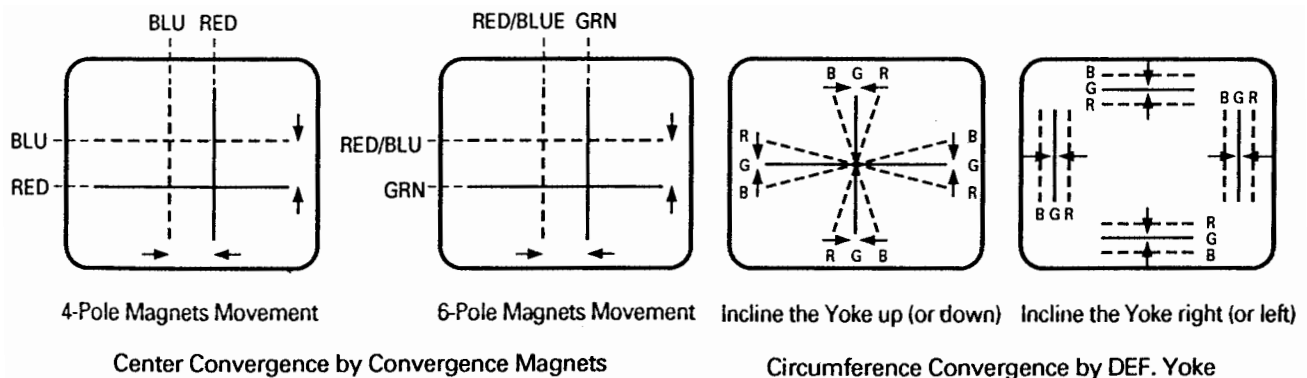 BLU RED
BLU
RED
4-Pole Magnets Movement
RED/BLUE GRN
RED/BLU
GRN
6-Pole Magnets Movement
Center Convergence by Convergence Magnets
B G R
R
G
B
B
G
R
R G B
Incline the Yoke up (or down)
B
G
R
B G R
B G R
R
G
B
Incline the Yoke right (or left)
Circumference Convergence by DEF. Yoke